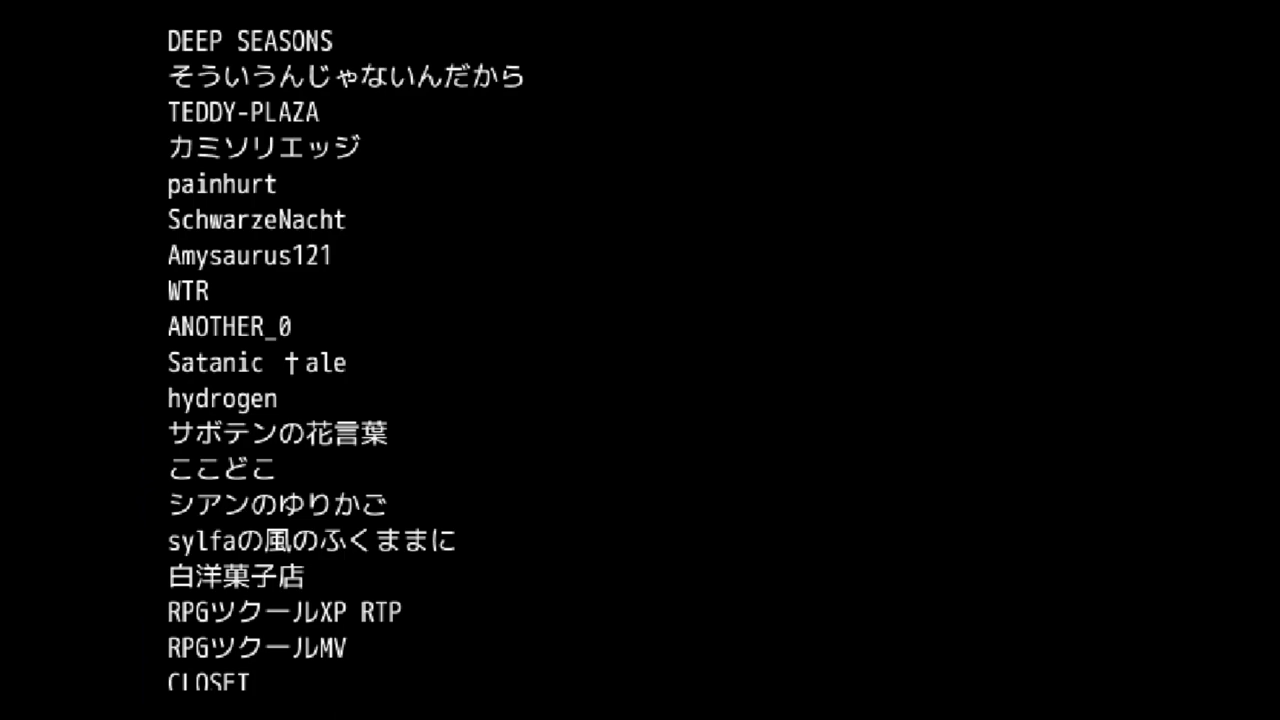 DEEP SEASONS
そういうんじゃないんだから
TEDDY-PLAZA
カミソリエッジ
painhurt
SchwarzeNacht
Amysaurus121
WTR
ANOTHER_0
Satanic †ale
hydrogen
サボテンの花言葉
ここどこ
シアンのゆりかご
sylfaの風のふくままに
白洋菓子店
RPGツクールXP RTP
RPGツクールMV
CLOSET